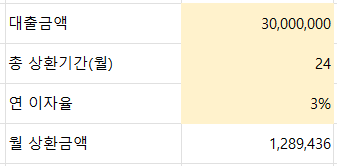 대출금액 30,000,000
총 상환기간(월) 24
연 이자율 3%
월 상환금액 1,289,436